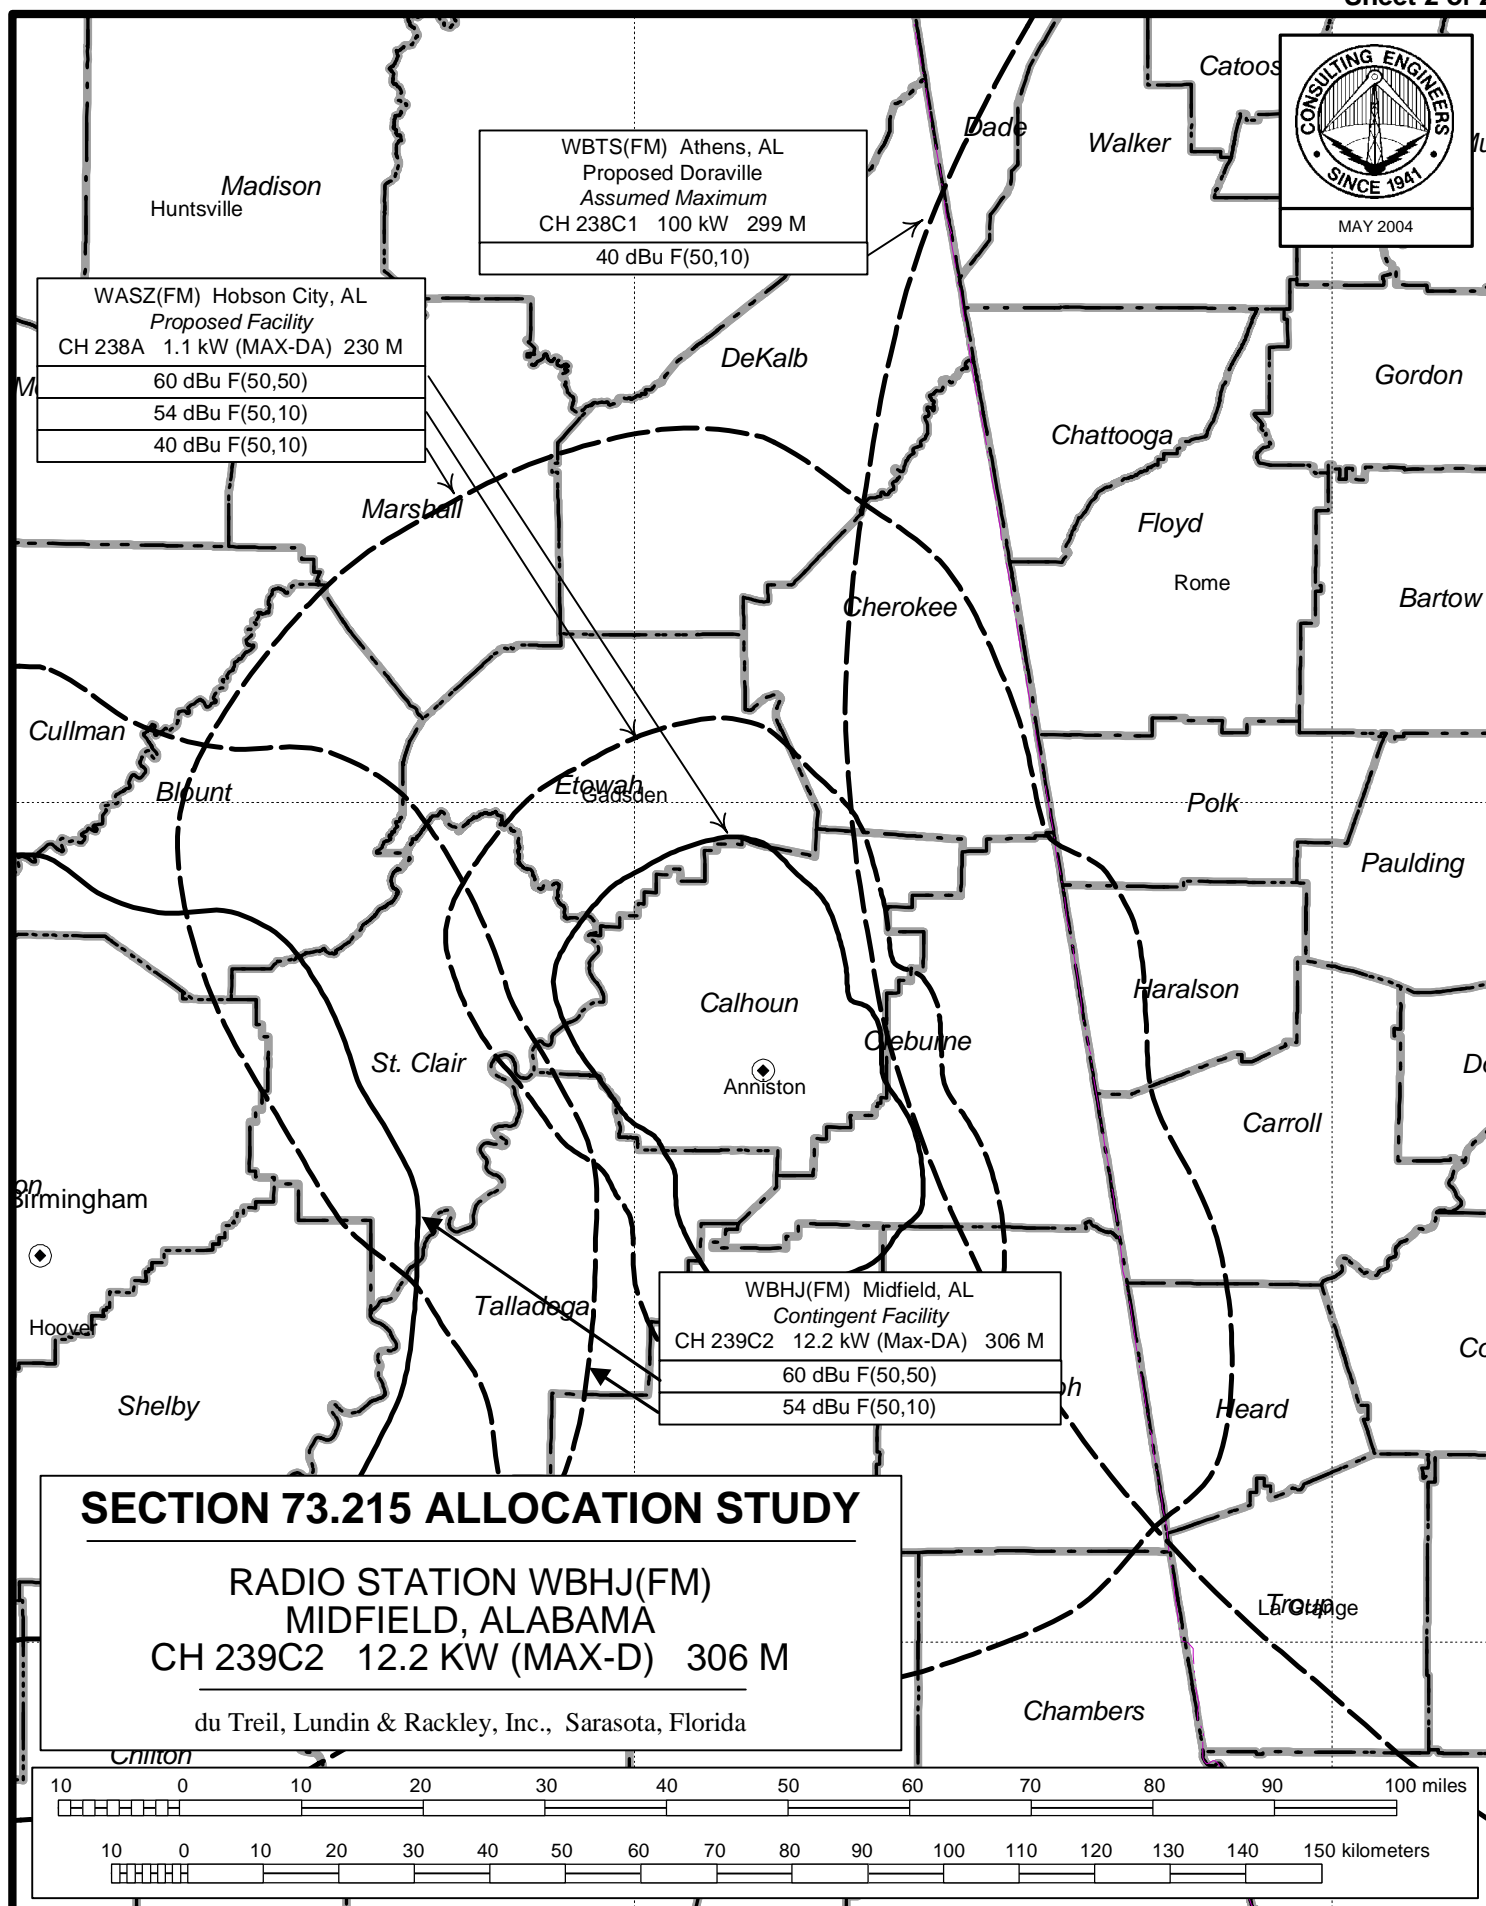 Sheet 2 of 2
CONSULTING ENGINEERS
SINCE 1941
MAY 2004
Catoos
Dade
Walker
WBTS(FM) Athens, AL
Proposed Doraville
Assumed Maximum
CH 238C1 100 kW 299 M
40 dBu F(50,10)
Madison
Huntsville
WASZ(FM) Hobson City, AL
Proposed Facility
CH 238A 1.1 kW (MAX-DA) 230 M
60 dBu F(50,50)
54 dBu F(50,10)
40 dBu F(50,10)
DeKalb
Gordon
Chattooga
Marshall
Floyd
Rome
Bartow
Cherokee
Cullman
Blount
Etowah
Gadsden
Polk
Paulding
Calhoun
Haralson
Cleburne
St. Clair
Anniston
Carroll
Birmingham
Hoover
Talladega
WBHJ(FM) Midfield, AL
Contingent Facility
CH 239C2 12.2 kW (Max-DA) 306 M
60 dBu F(50,50)
54 dBu F(50,10)
ph
Shelby
Heard
SECTION 73.215 ALLOCATION STUDY
RADIO STATION WBHJ(FM)
MIDFIELD, ALABAMA
CH 239C2 12.2 KW (MAX-D) 306 M
du Treil, Lundin & Rackley, Inc., Sarasota, Florida
Troup
La Grange
Chambers
Chilton
10 0 10 20 30 40 50 60 70 80 90 100 miles
10 0 10 20 30 40 50 60 70 80 90 100 110 120 130 140 150 kilometers